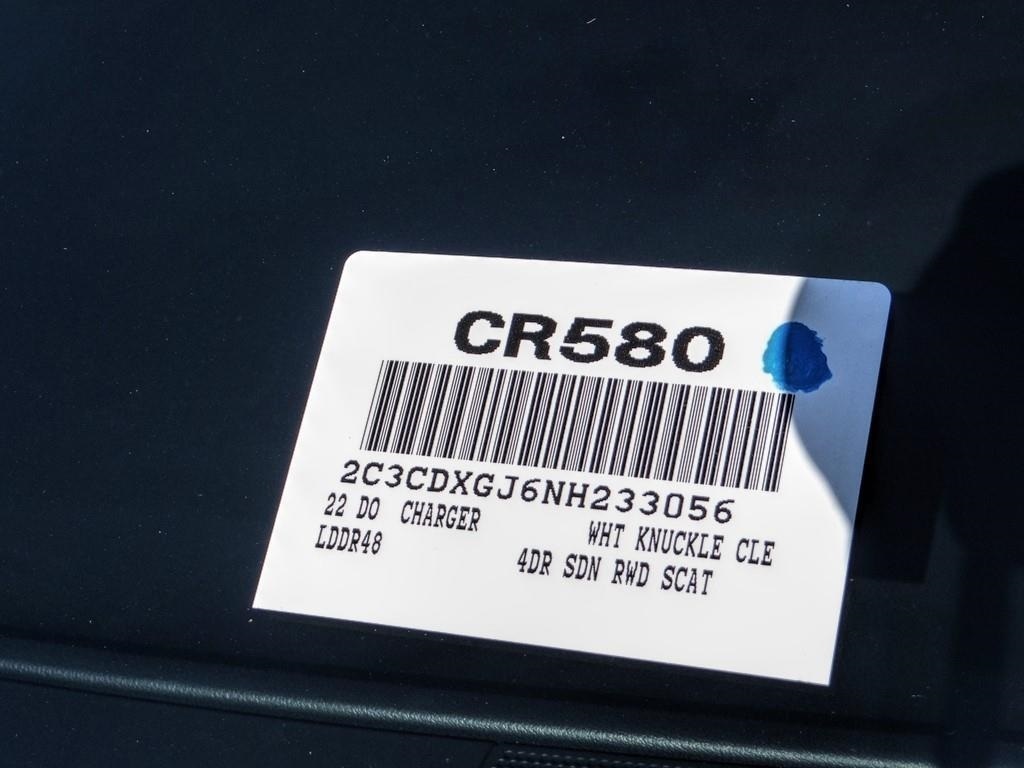 CR580
2C3CDXGJ6NH233056
22 DO CHARGER WHT KNUCKLE CLE
LDDR48 4DR SDN RWD SCAT